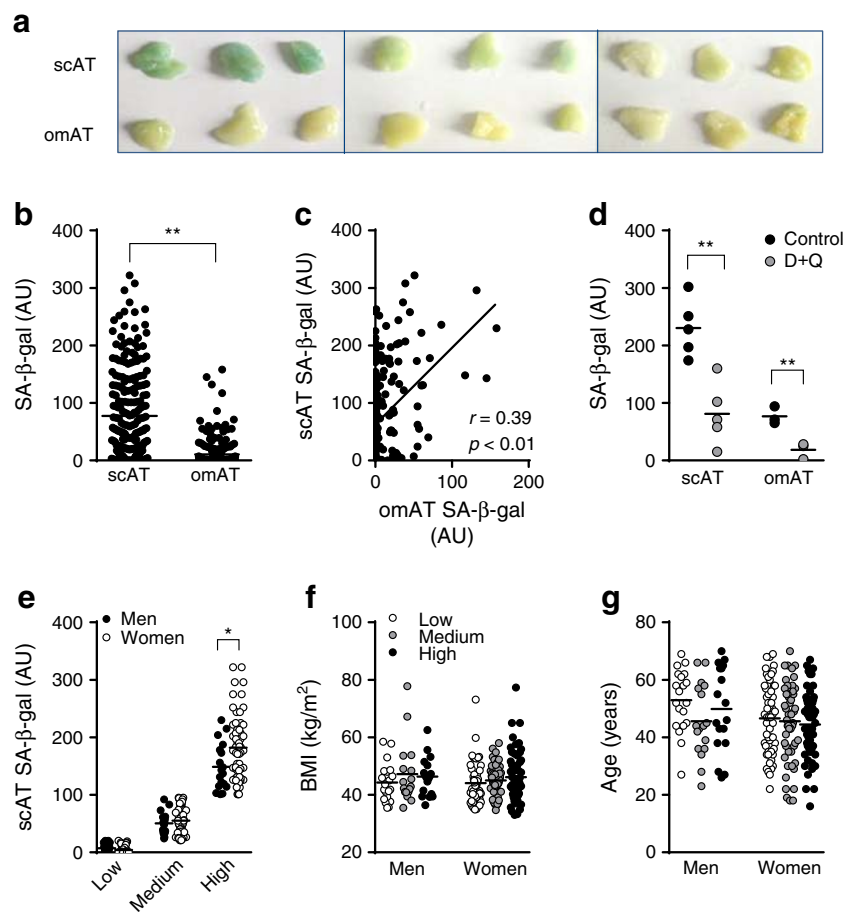 a
scAT
omAT
b
SA-β-gal (AU)
400
300
200
100
0
**
scAT omAT
c
scAT SA-β-gal (AU)
400
300
200
100
0
r = 0.39
p < 0.01
0 100 200
omAT SA-β-gal
(AU)
d
SA-β-gal (AU)
400
300
200
100
0
**
**
Control
D+Q
scAT omAT
e
scAT SA-β-gal (AU)
400
300
200
100
0
Men
Women
*
Low Medium High
f
BMI (kg/m²)
100
80
60
40
20
Low
Medium
High
Men Women
g
Age (years)
80
60
40
20
0
Men Women